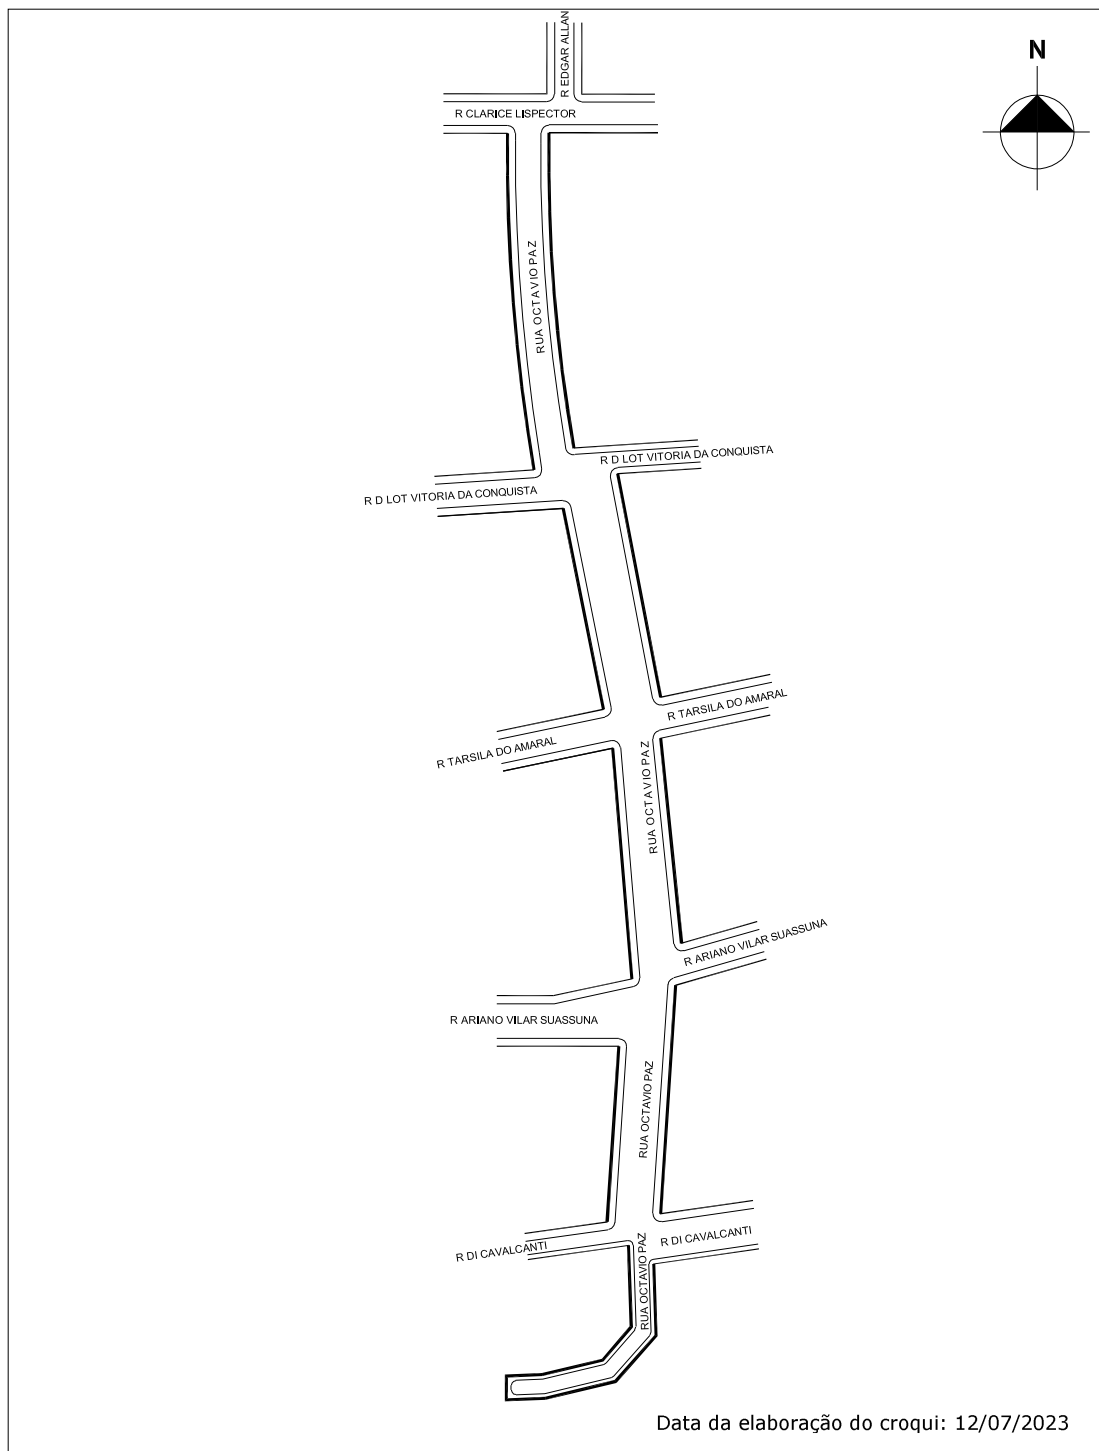 R EDGAR ALLAN
N
R CLARICE LISPECTOR
RUA OCTAVIO PAZ
R D LOT VITORIA DA CONQUISTA
R D LOT VITORIA DA CONQUISTA
R TARSILA DO AMARAL
R TARSILA DO AMARAL
RUA OCTAVIO PAZ
R ARIANO VILAR SUASSUNA
R ARIANO VILAR SUASSUNA
RUA OCTAVIO PAZ
R DI CAVALCANTI
R DI CAVALCANTI
RUA OCTAVIO PAZ
Data da elaboração do croqui: 12/07/2023